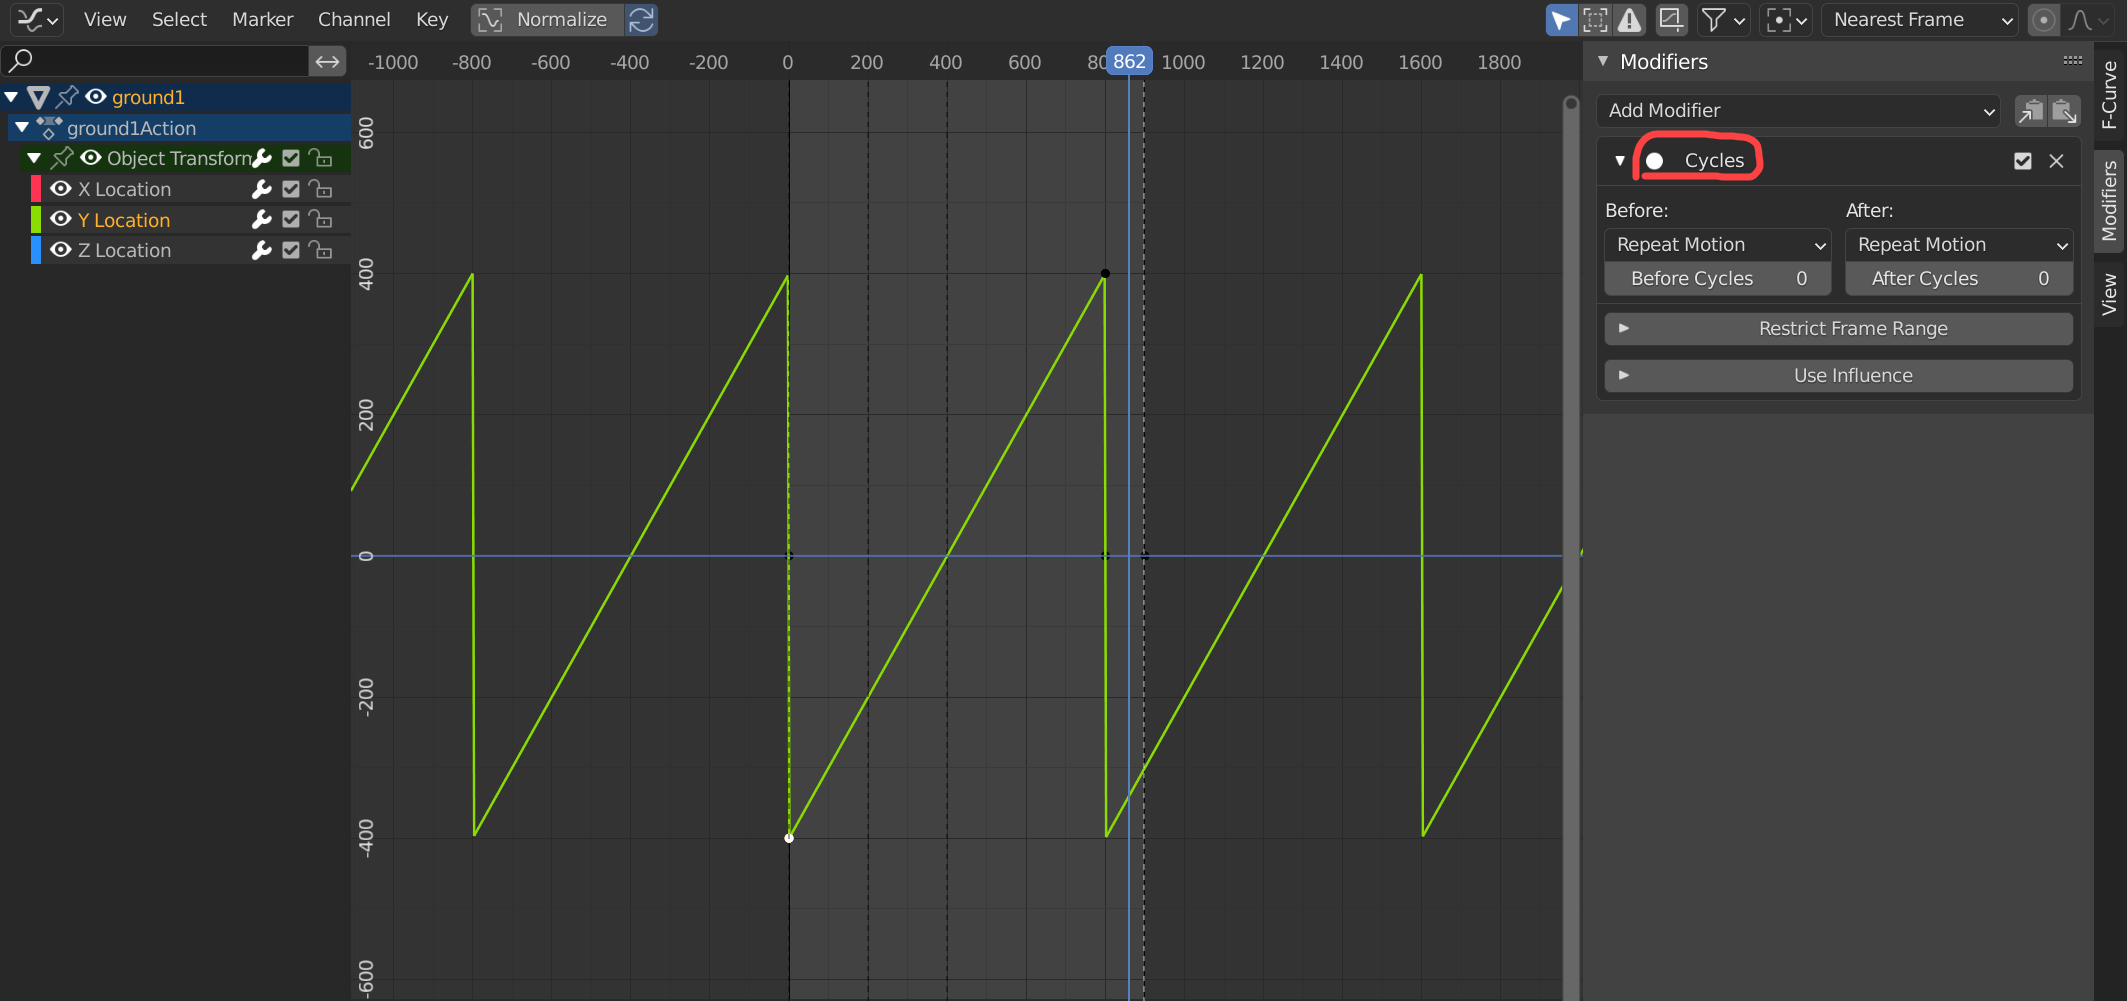 View Select Marker Channel Key Normalize Nearest Frame
-1000 -800 -600 -400 -200 0 200 400 600 862 1000 1200 1400 1600 1800
Modifiers
Add Modifier
Cycles
Before: After:
Repeat Motion Repeat Motion
Before Cycles 0 After Cycles 0
Restrict Frame Range
Use Influence
F-Curve
Modifiers
View
ground1
ground1Action
Object Transform
X Location
Y Location
Z Location
600
400
200
0
-200
-400
-600